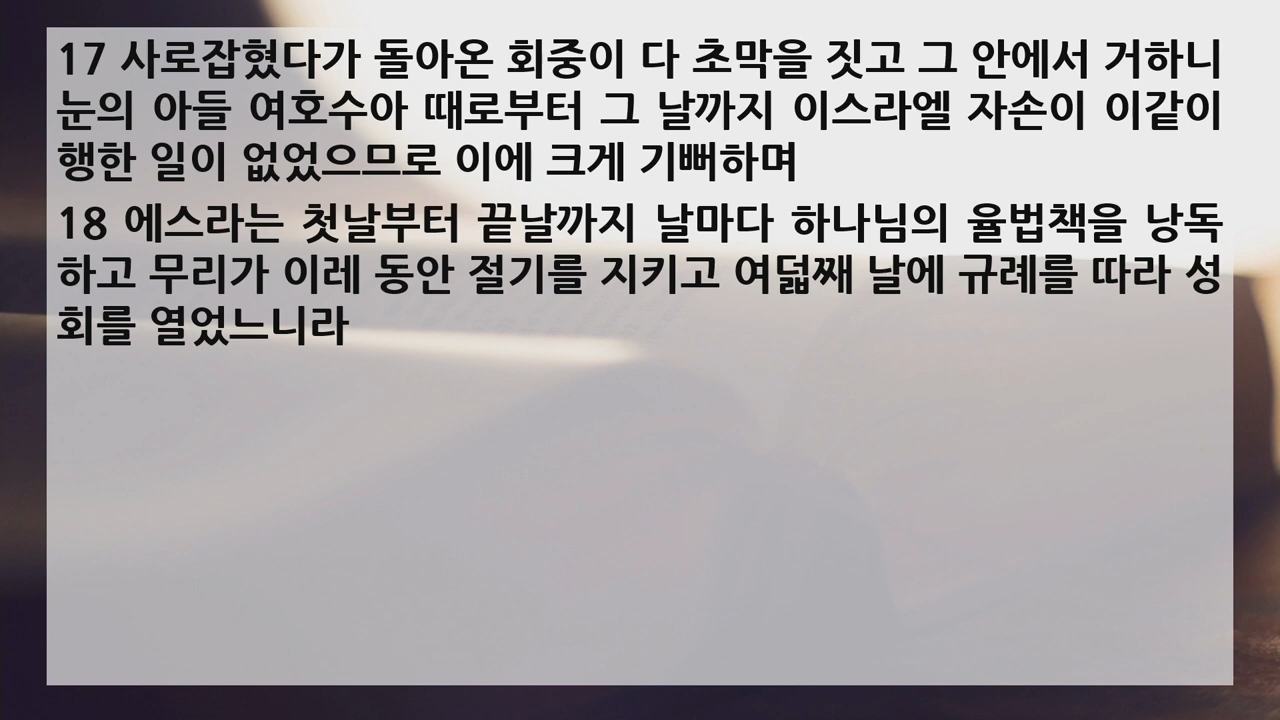 17 사로잡혔다가 돌아온 회중이 다 초막을 짓고 그 안에서 거하니
눈의 아들 여호수아 때로부터 그 날까지 이스라엘 자손이 이같이
행한 일이 없었으므로 이에 크게 기뻐하며
18 에스라는 첫날부터 끝날까지 날마다 하나님의 율법책을 낭독
하고 무리가 이레 동안 절기를 지키고 여덟째 날에 규례를 따라 성
회를 열었느니라